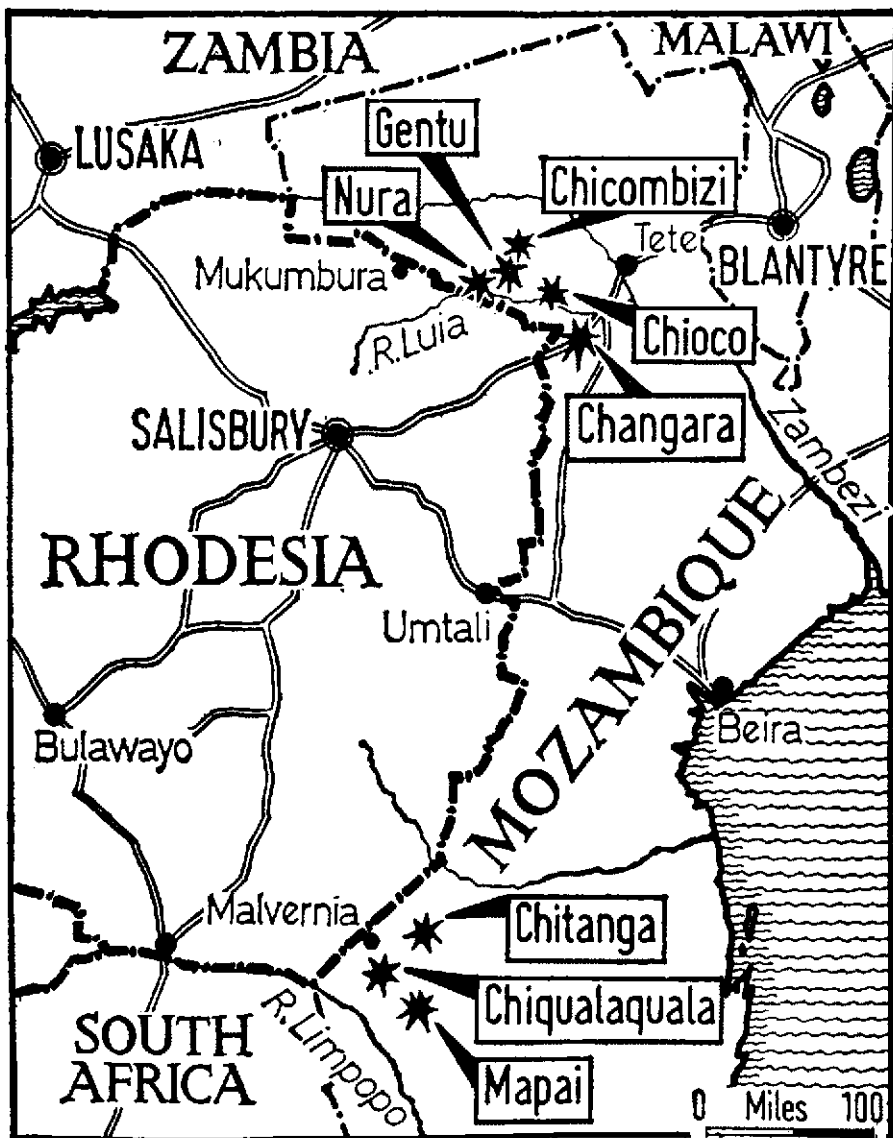 ZAMBIA
MALAWI
Gentu
LUSAKA
Nura
Chicombizi
Tete
Mukumbura
BLANTYRE
R.Luia
Chioco
SALISBURY
Changara
Zambezi
RHODESIA
MOZAMBIQUE
Umtali
Bulawayo
Beira
Malvernia
Chitanga
Chiqualaquala
R.Limpopo
SOUTH
AFRICA
Mapai
0 Miles 100